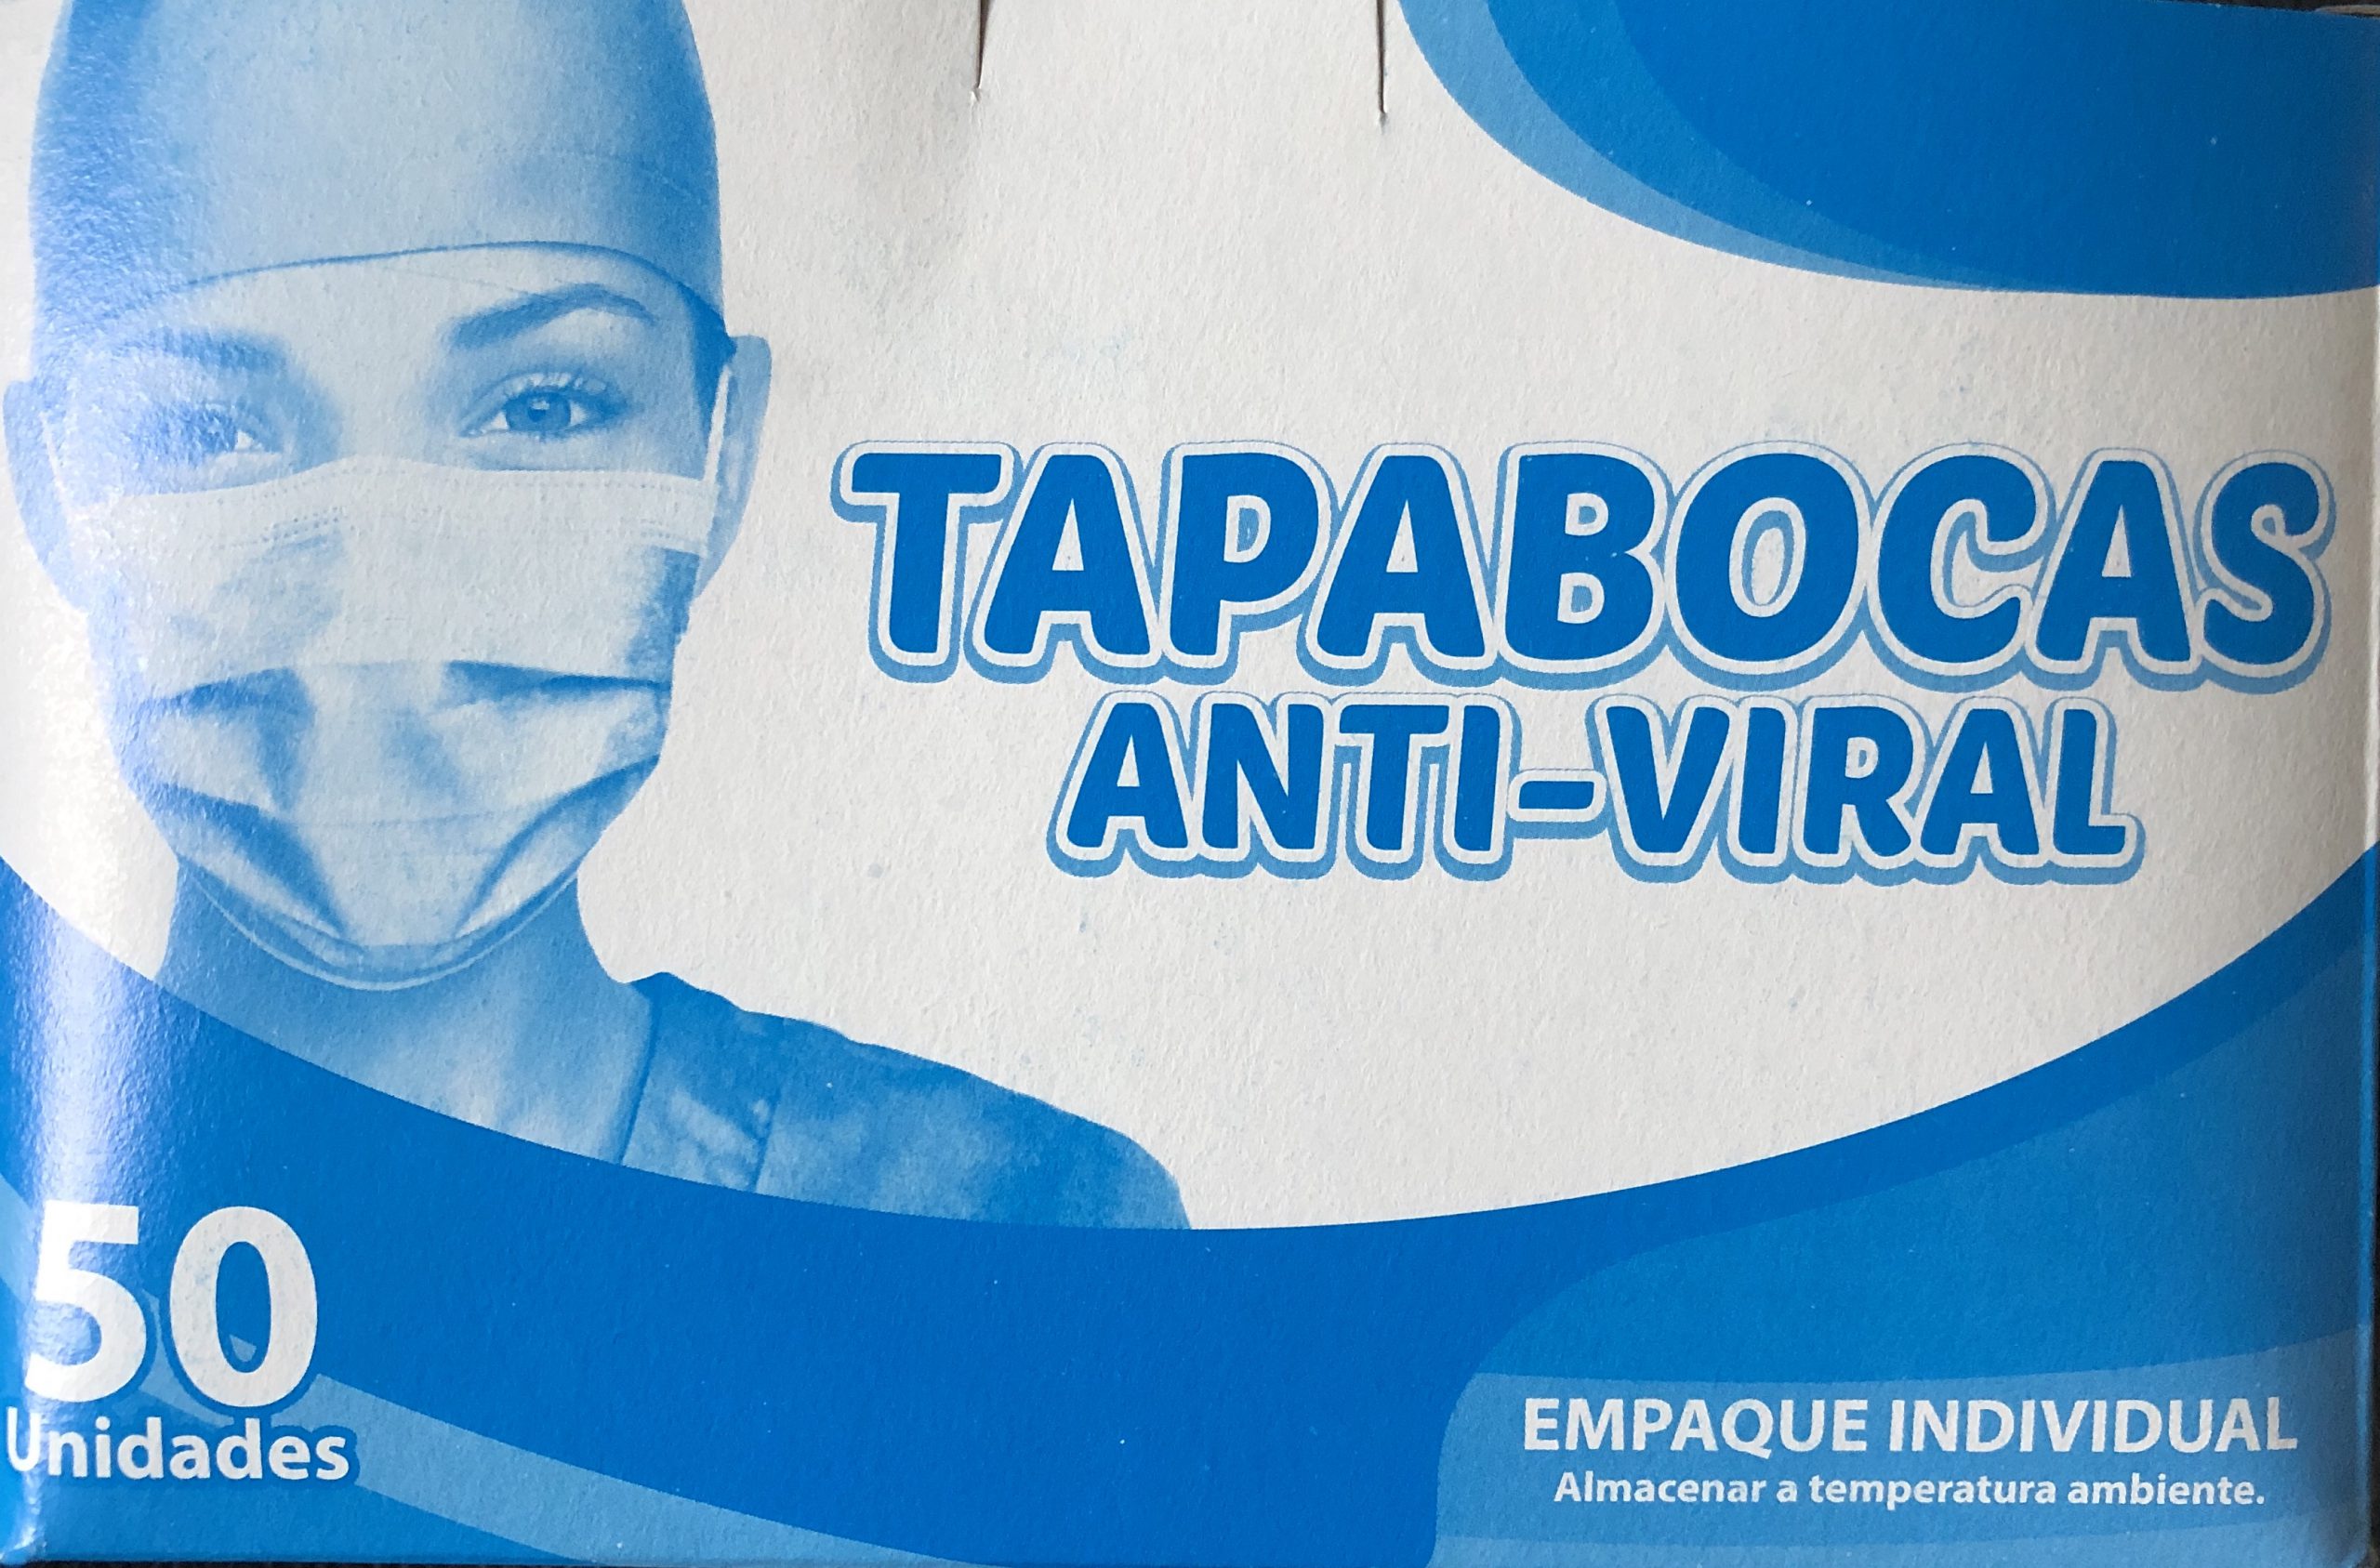 TAPABOCAS
ANTI-VIRAL
50
Unidades
EMPAQUE INDIVIDUAL
Almacenar a temperatura ambiente.